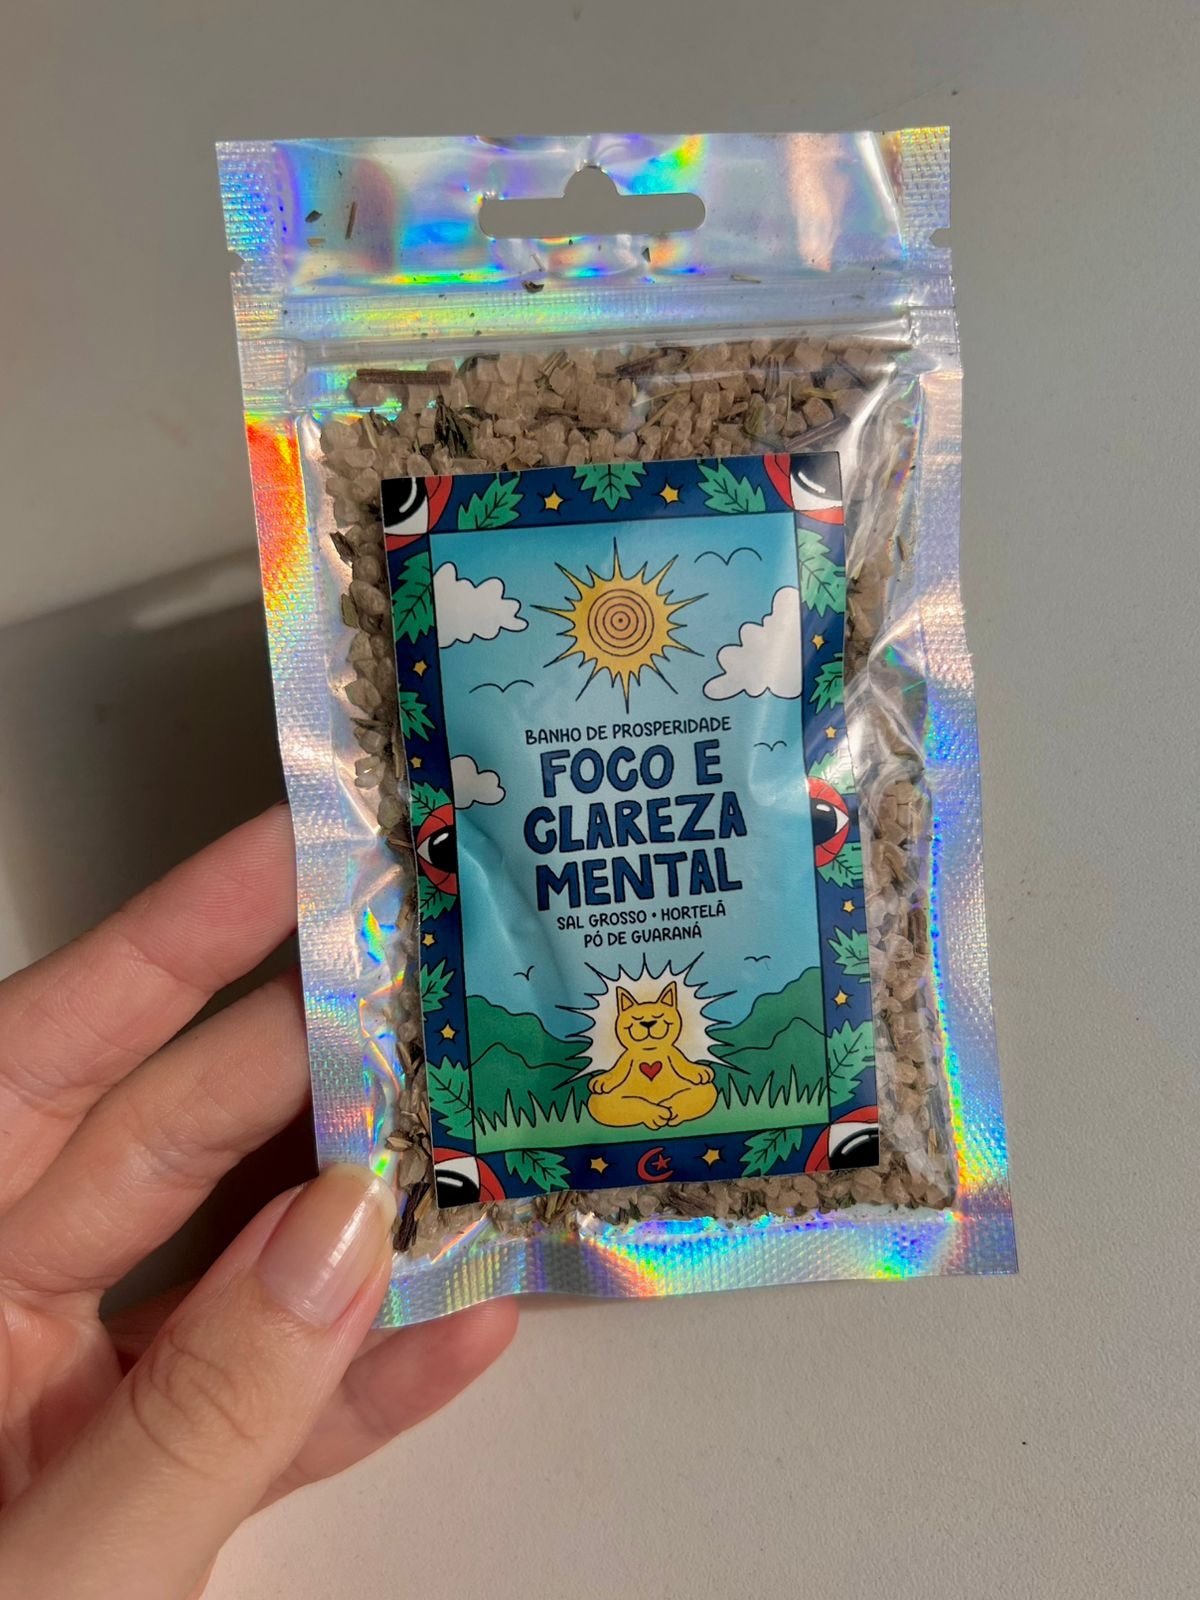 BANHO DE PROSPERIDADE
FOCO E
CLAREZA
MENTAL
SAL GROSSO • HORTELÃ
PÓ DE GUARANÁ